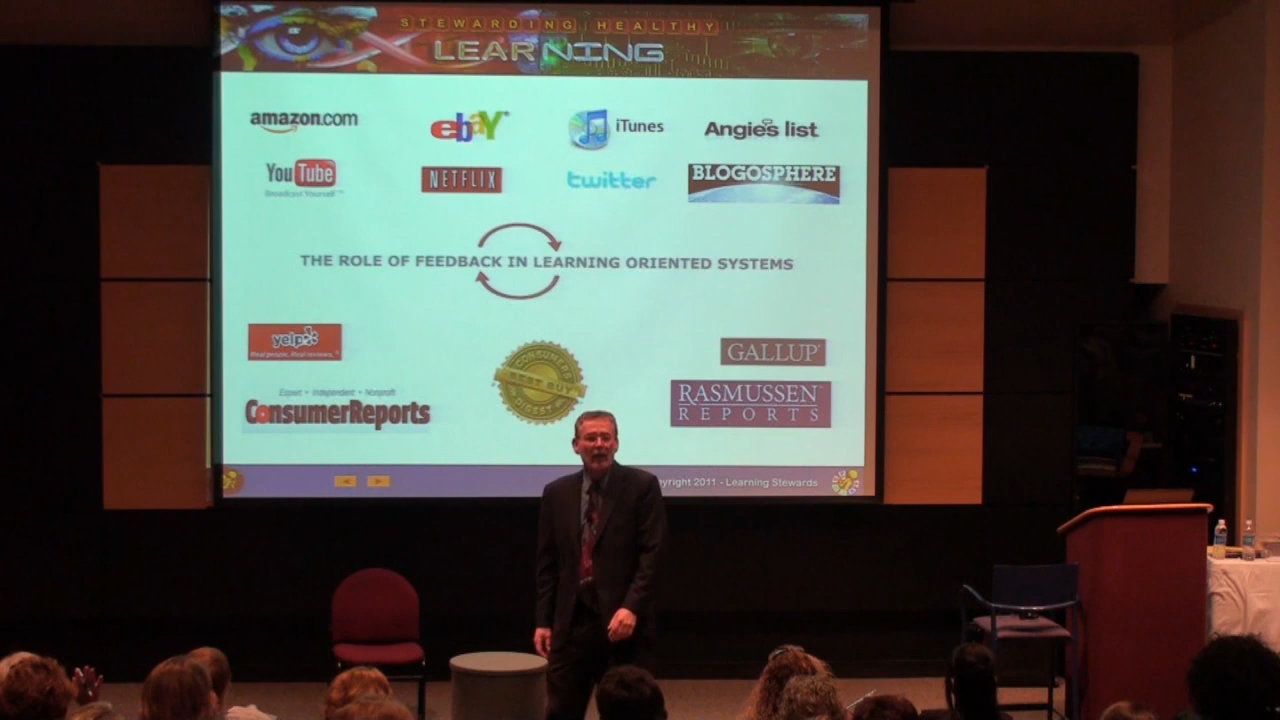 STEWARDING HEALTHY
LEARNING
amazon.com
ebay
iTunes
Angie's list
YouTube
Broadcast Yourself™
NETFLIX
twitter
BLOGOSPHERE
THE ROLE OF FEEDBACK IN LEARNING ORIENTED SYSTEMS
yelp
Real people. Real reviews.
GALLUP
CONSUMERS
BEST BUY
DIGEST
Expert • Independent • Nonprofit
ConsumerReports
RASMUSSEN
REPORTS
pyright 2011 - Learning Stewards